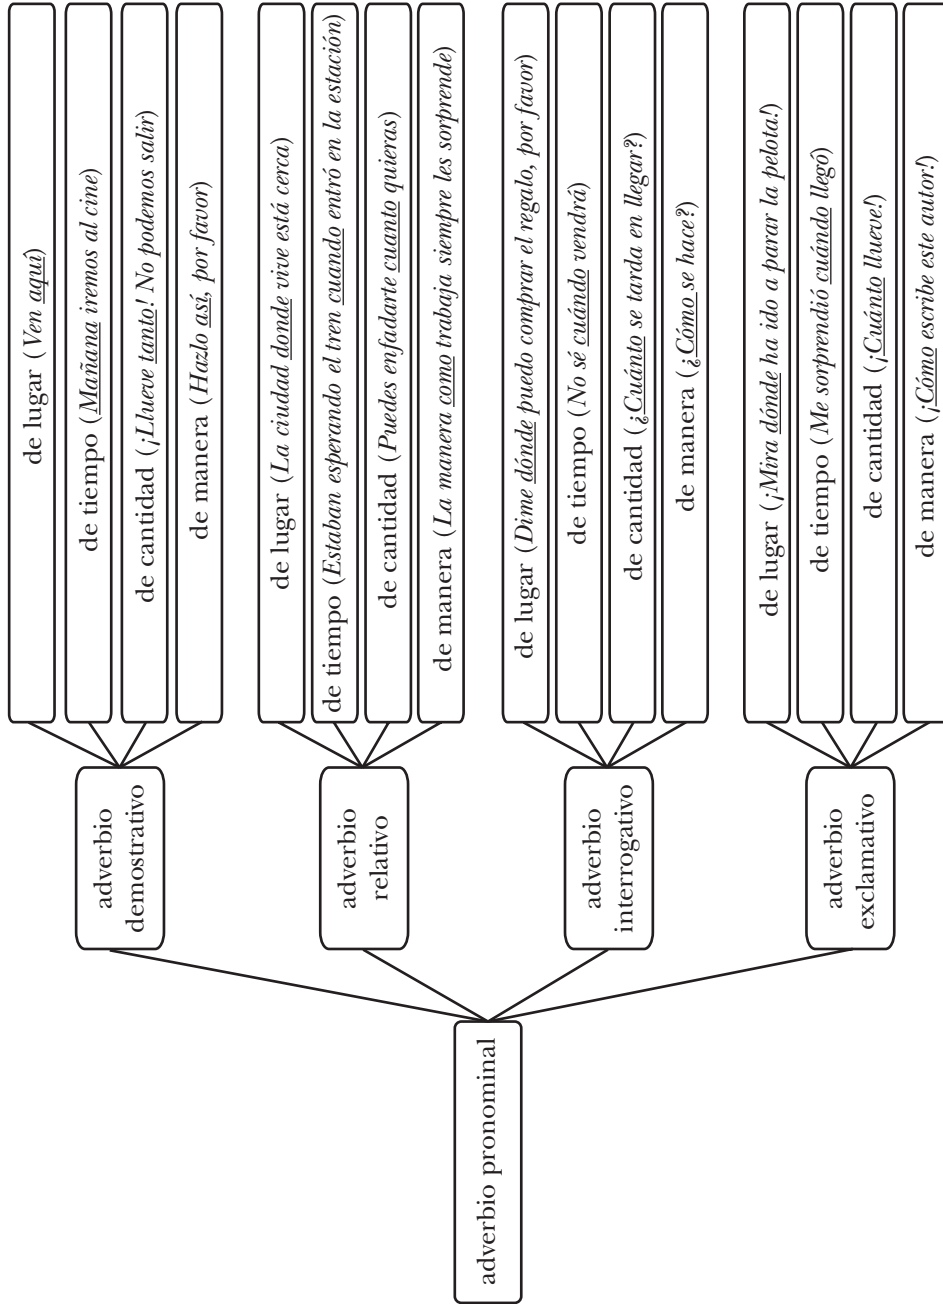 adverbio pronominal
adverbio
demostrativo
de lugar (Ven aquí)
de tiempo (Mañana iremos al cine)
de cantidad (¡Llueve tanto! No podemos salir)
de manera (Hazlo así, por favor)
adverbio
relativo
de lugar (La ciudad donde vive está cerca)
de tiempo (Estaban esperando el tren cuando entró en la estación)
de cantidad (Puedes enfadarte cuanto quieras)
de manera (La manera como trabaja siempre les sorprende)
adverbio
interrogativo
de lugar (Dime dónde puedo comprar el regalo, por favor)
de tiempo (No sé cuándo vendrá)
de cantidad (¿Cuánto se tarda en llegar?)
de manera (¿Cómo se hace?)
adverbio
exclamativo
de lugar (¡Mira dónde ha ido a parar la pelota!)
de tiempo (Me sorprendió cuándo llegó)
de cantidad (¡Cuánto llueve!)
de manera (¡Cómo escribe este autor!)